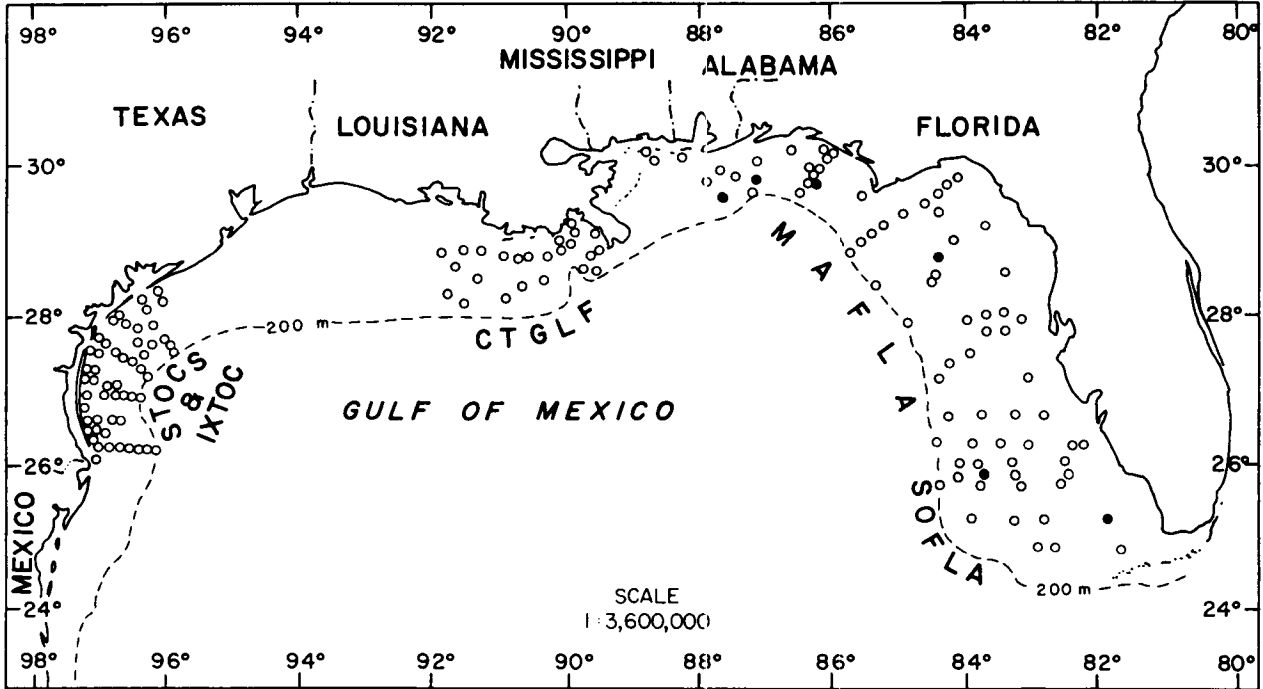 98° 96° 94° 92° 90° 88° 86° 84° 82° 80°
MISSISSIPPI
ALABAMA
TEXAS
LOUISIANA
FLORIDA
30° 30°
MAFLA
28° 28°
200 m
CTGLF
STOCS
&
IXTOC
GULF OF MEXICO
26° 26°
SOFLA
MEXICO
200 m
24° 24°
SCALE
1:3,600,000
98° 96° 94° 92° 90° 88° 86° 84° 82° 80°